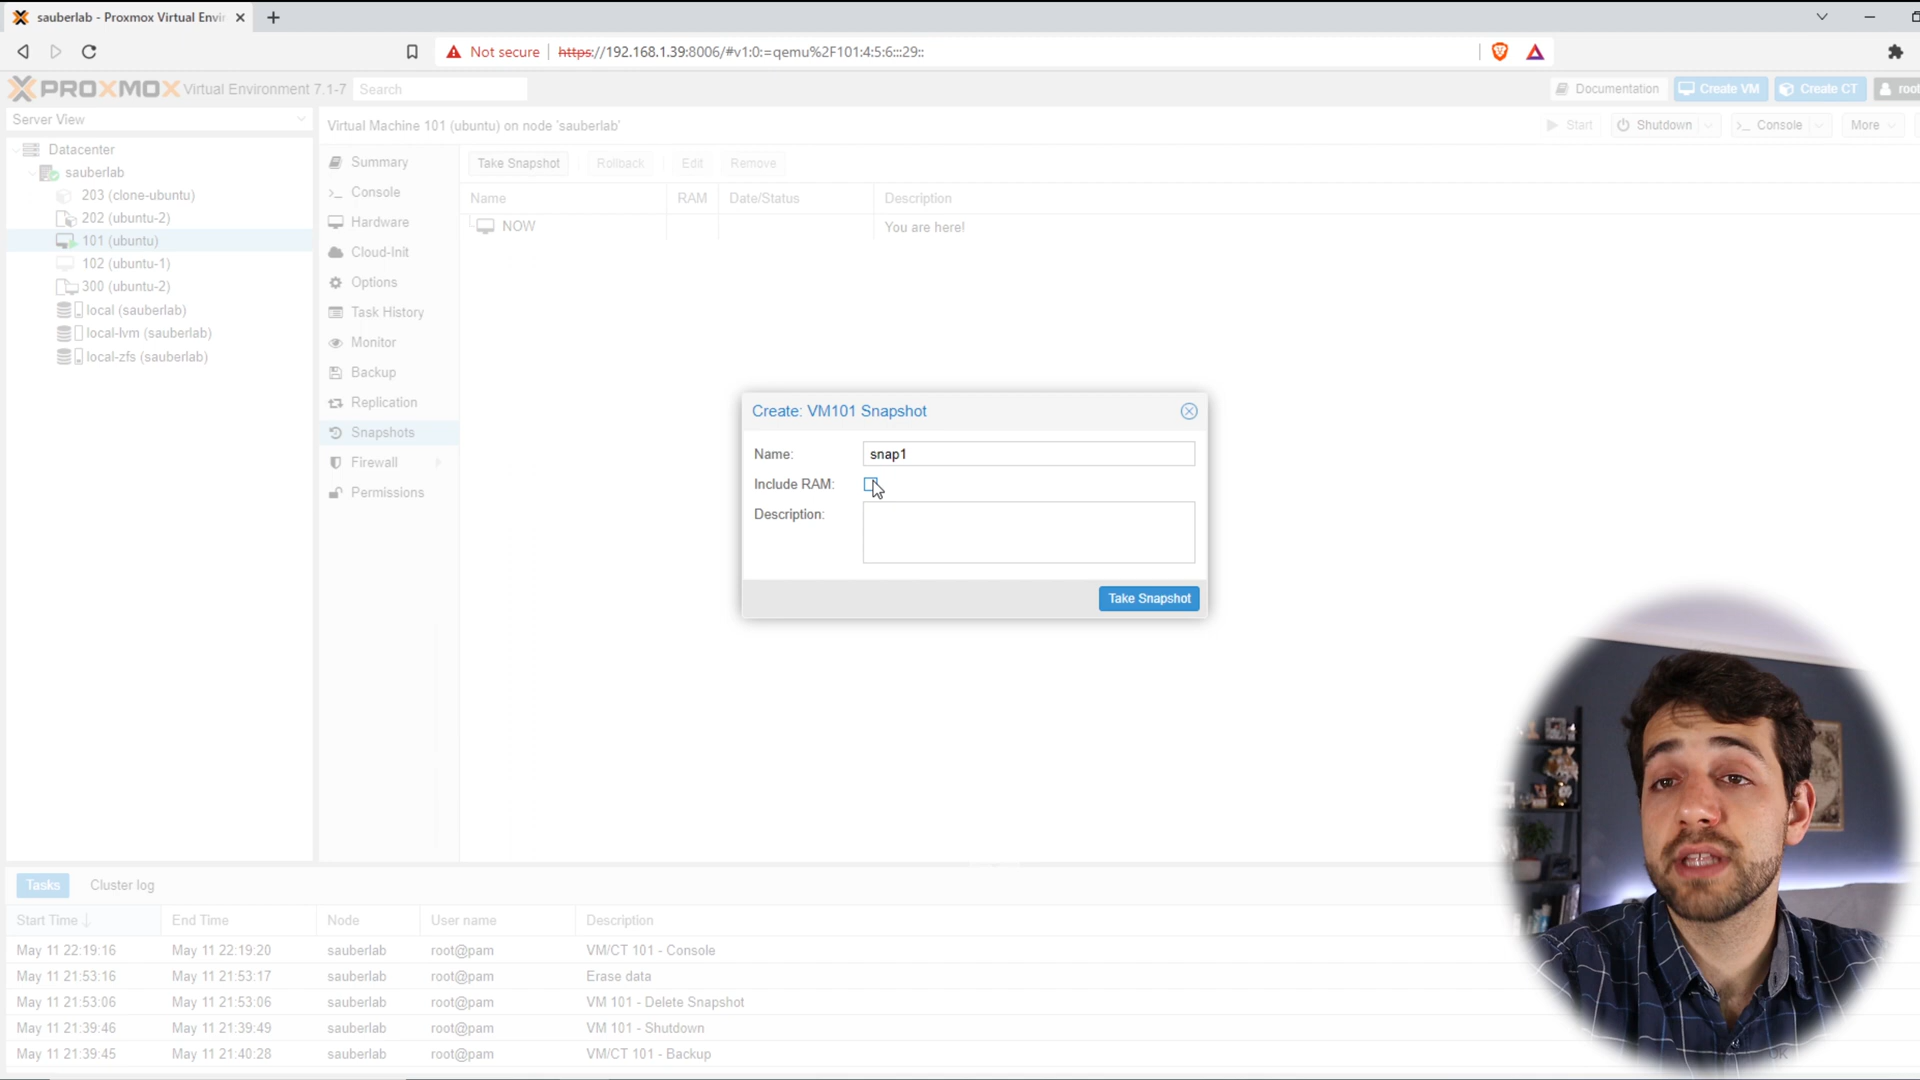 sauberlab - Proxmox Virtual Envir
Not secure https://192.168.1.39:8006/#v1:0:=qemu%2F101:4:5:6:::29::
PROXMOX Virtual Environment 7.1-7 Search Documentation Create VM Create CT root
Server View
Virtual Machine 101 (ubuntu) on node 'sauberlab' Start Shutdown Console More
Datacenter
sauberlab
203 (clone-ubuntu)
202 (ubuntu-2)
101 (ubuntu)
102 (ubuntu-1)
300 (ubuntu-2)
local (sauberlab)
local-lvm (sauberlab)
local-zfs (sauberlab)
Summary
Console
Hardware
Cloud-Init
Options
Task History
Monitor
Backup
Replication
Snapshots
Firewall
Permissions
Take Snapshot Rollback Edit Remove
Name RAM Date/Status Description
NOW You are here!
Create: VM101 Snapshot
Name: snap1
Include RAM:
Description:
Take Snapshot
Tasks Cluster log
Start Time End Time Node User name Description
May 11 22:19:16 May 11 22:19:20 sauberlab root@pam VM/CT 101 - Console
May 11 21:53:16 May 11 21:53:17 sauberlab root@pam Erase data
May 11 21:53:06 May 11 21:53:06 sauberlab root@pam VM 101 - Delete Snapshot
May 11 21:39:46 May 11 21:39:49 sauberlab root@pam VM 101 - Shutdown
May 11 21:39:45 May 11 21:40:28 sauberlab root@pam VM/CT 101 - Backup
OK